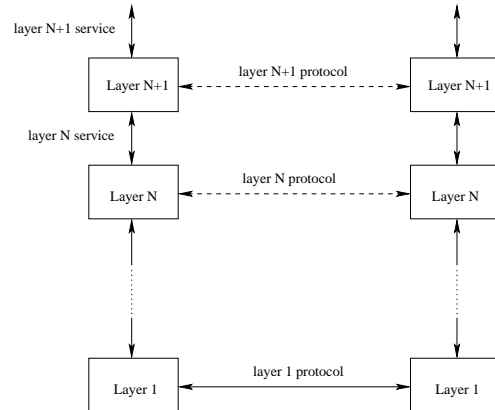 layer N+1 service
layer N+1 protocol
Layer N+1
Layer N+1
layer N service
layer N protocol
Layer N
Layer N
layer 1 protocol
Layer 1
Layer 1